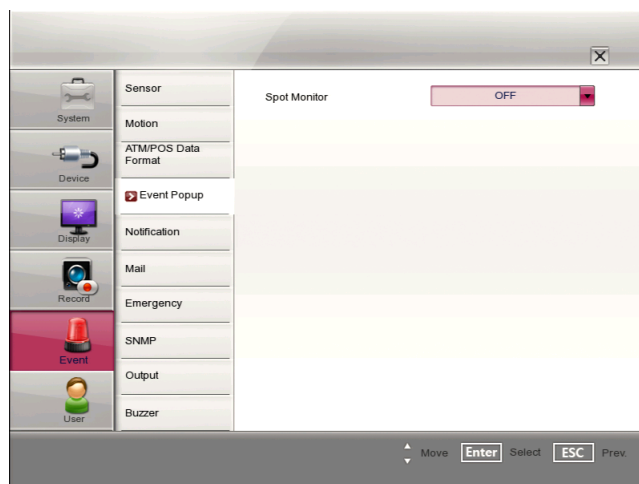 System
Device
Display
Record
Event
User
Sensor
Motion
ATM/POS Data
Format
Event Popup
Notification
Mail
Emergency
SNMP
Output
Buzzer
Spot Monitor OFF
Move Enter Select ESC Prev.